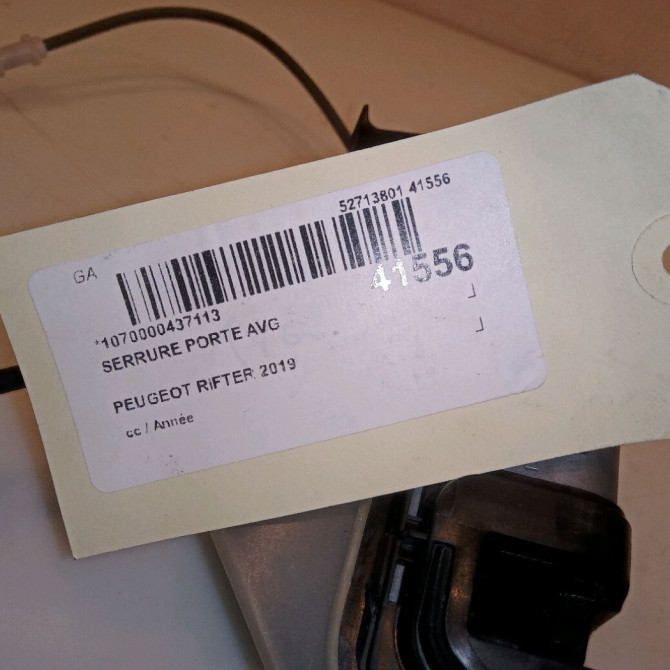 52713801 41556
GA
41556
*1070000437113
SERRURE PORTE AVG
PEUGEOT RIFTER 2019
cc / Année